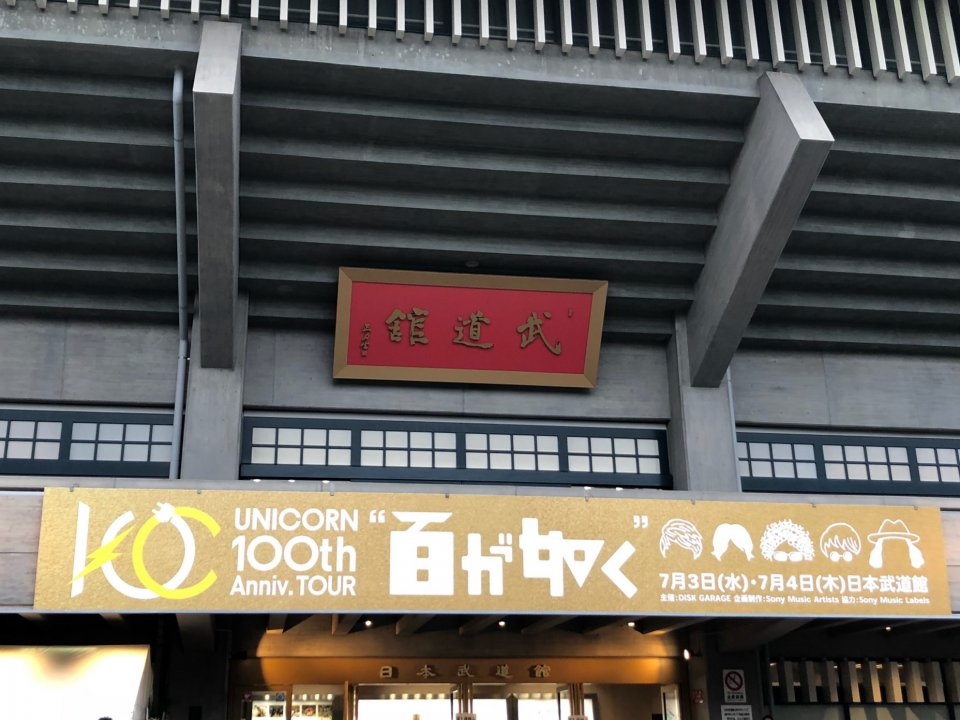 武道館
100
UNICORN
100th
Anniv. TOUR
“百が如く”
7月3日(水)・7月4日(木)日本武道館
主催:DISK GARAGE 企画制作:Sony Music Artists 協力:Sony Music Labels
日本武道館